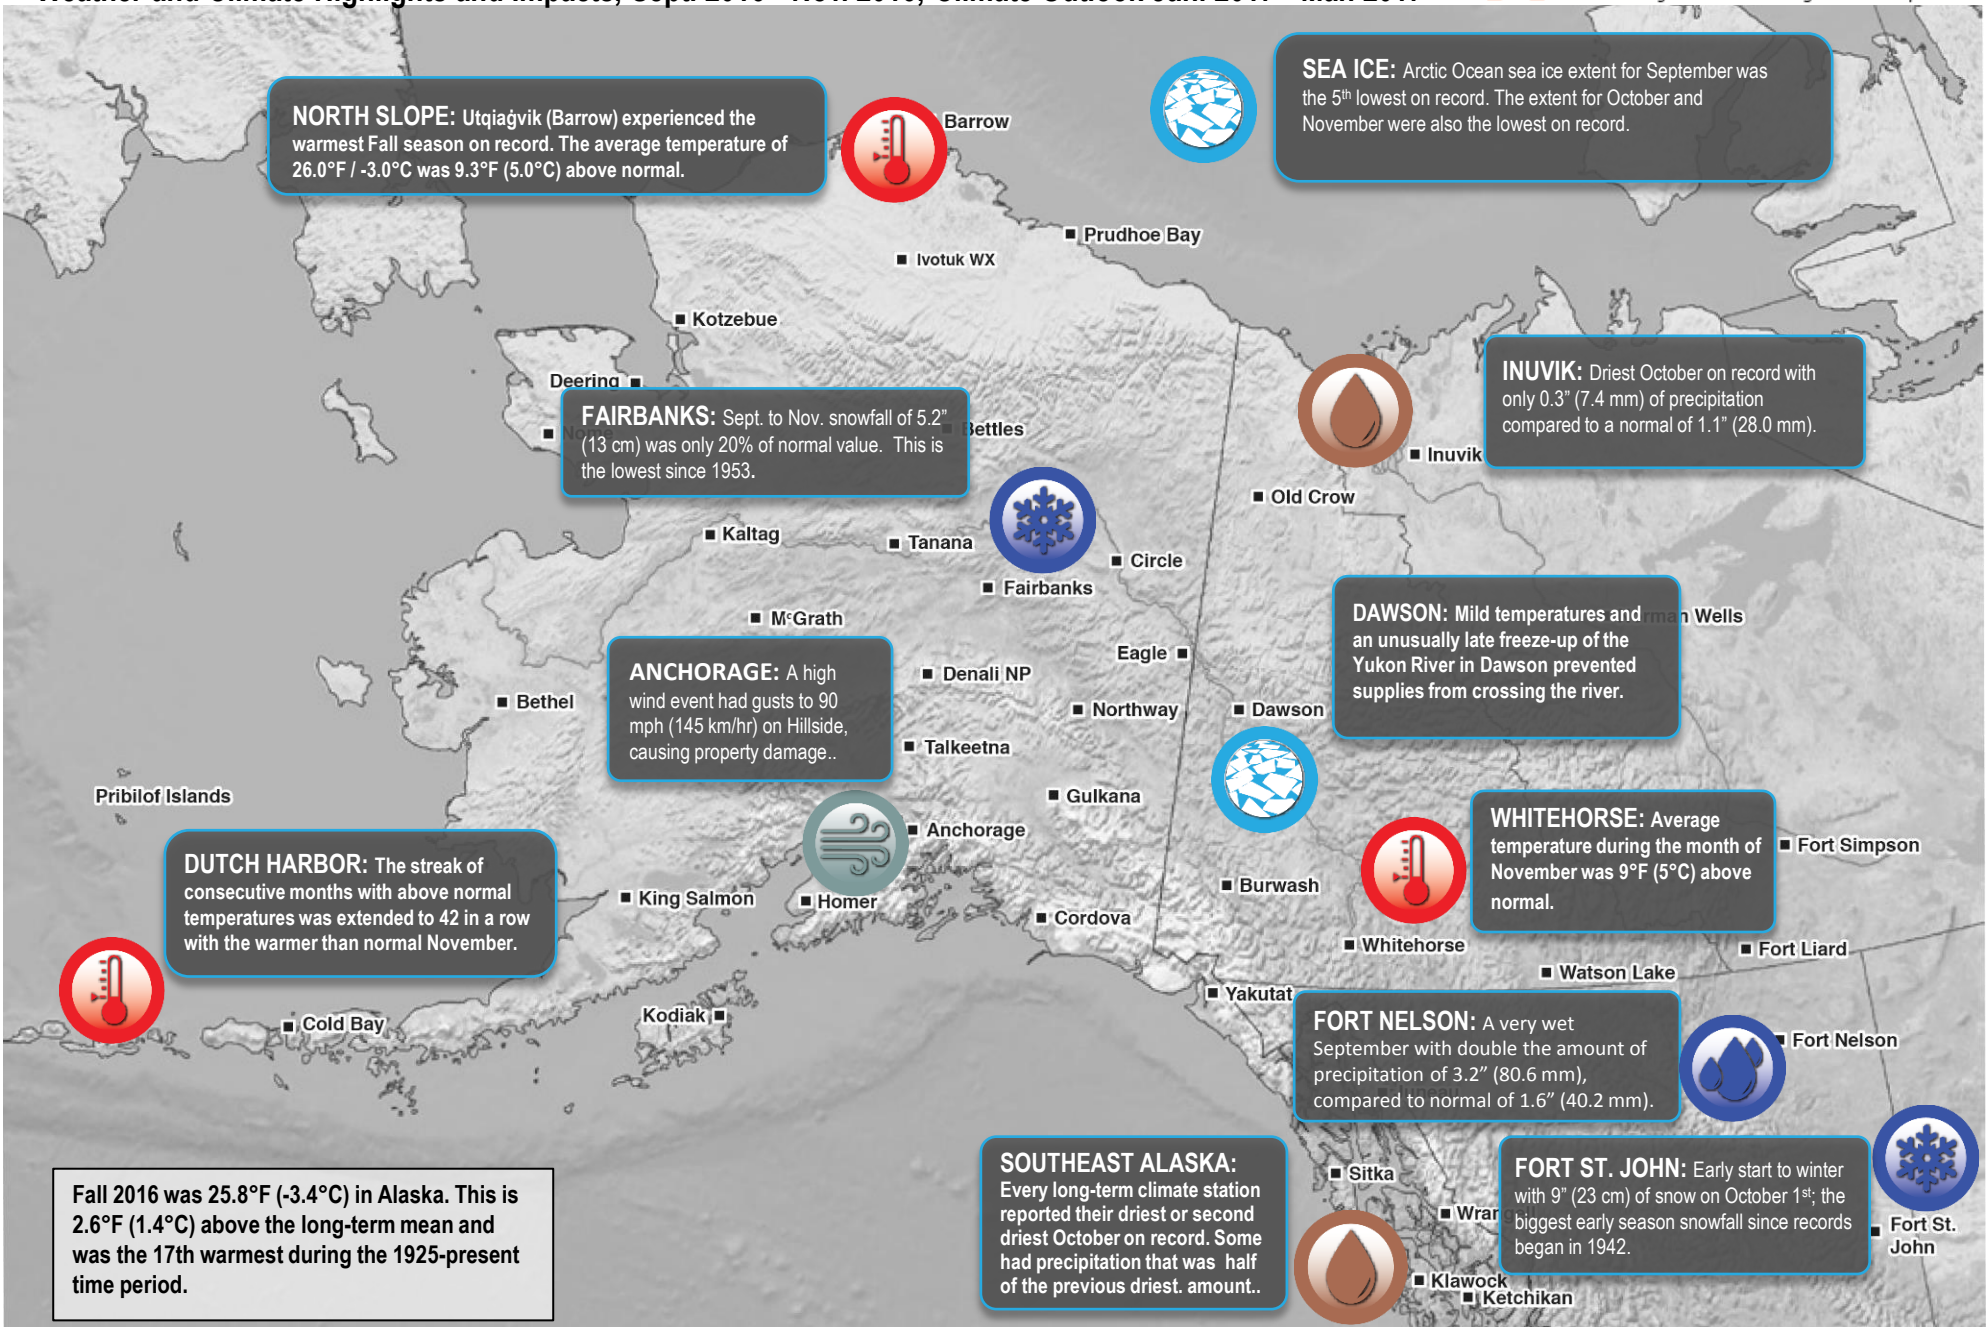 NORTH SLOPE: Utqiaġvik (Barrow) experienced the
warmest Fall season on record. The average temperature of
26.0°F / -3.0°C was 9.3°F (5.0°C) above normal.
Barrow
SEA ICE: Arctic Ocean sea ice extent for September was
the 5th lowest on record. The extent for October and
November were also the lowest on record.
Prudhoe Bay
Ivotuk WX
Kotzebue
Deering
FAIRBANKS: Sept. to Nov. snowfall of 5.2”
(13 cm) was only 20% of normal value. This is
the lowest since 1953.
Nome
Bettles
INUVIK: Driest October on record with
only 0.3” (7.4 mm) of precipitation
compared to a normal of 1.1” (28.0 mm).
Inuvik
Old Crow
Kaltag
Tanana
Circle
Fairbanks
McGrath
DAWSON: Mild temperatures and
an unusually late freeze-up of the
Yukon River in Dawson prevented
supplies from crossing the river.
Wells
Eagle
ANCHORAGE: A high
wind event had gusts to 90
mph (145 km/hr) on Hillside,
causing property damage..
Denali NP
Bethel
Northway
Dawson
Talkeetna
Pribilof Islands
Gulkana
Anchorage
WHITEHORSE: Average
temperature during the month of
November was 9°F (5°C) above
normal.
Fort Simpson
DUTCH HARBOR: The streak of
consecutive months with above normal
temperatures was extended to 42 in a row
with the warmer than normal November.
Burwash
King Salmon
Homer
Cordova
Whitehorse
Fort Liard
Watson Lake
Yakutat
Kodiak
Cold Bay
FORT NELSON: A very wet
September with double the amount of
precipitation of 3.2” (80.6 mm),
compared to normal of 1.6” (40.2 mm).
Fort Nelson
Juneau
SOUTHEAST ALASKA:
Every long-term climate station
reported their driest or second
driest October on record. Some
had precipitation that was half
of the previous driest. amount..
Sitka
FORT ST. JOHN: Early start to winter
with 9” (23 cm) of snow on October 1st; the
biggest early season snowfall since records
began in 1942.
Wrangell
Fort St.
John
Klawock
Ketchikan
Fall 2016 was 25.8°F (-3.4°C) in Alaska. This is
2.6°F (1.4°C) above the long-term mean and
was the 17th warmest during the 1925-present
time period.